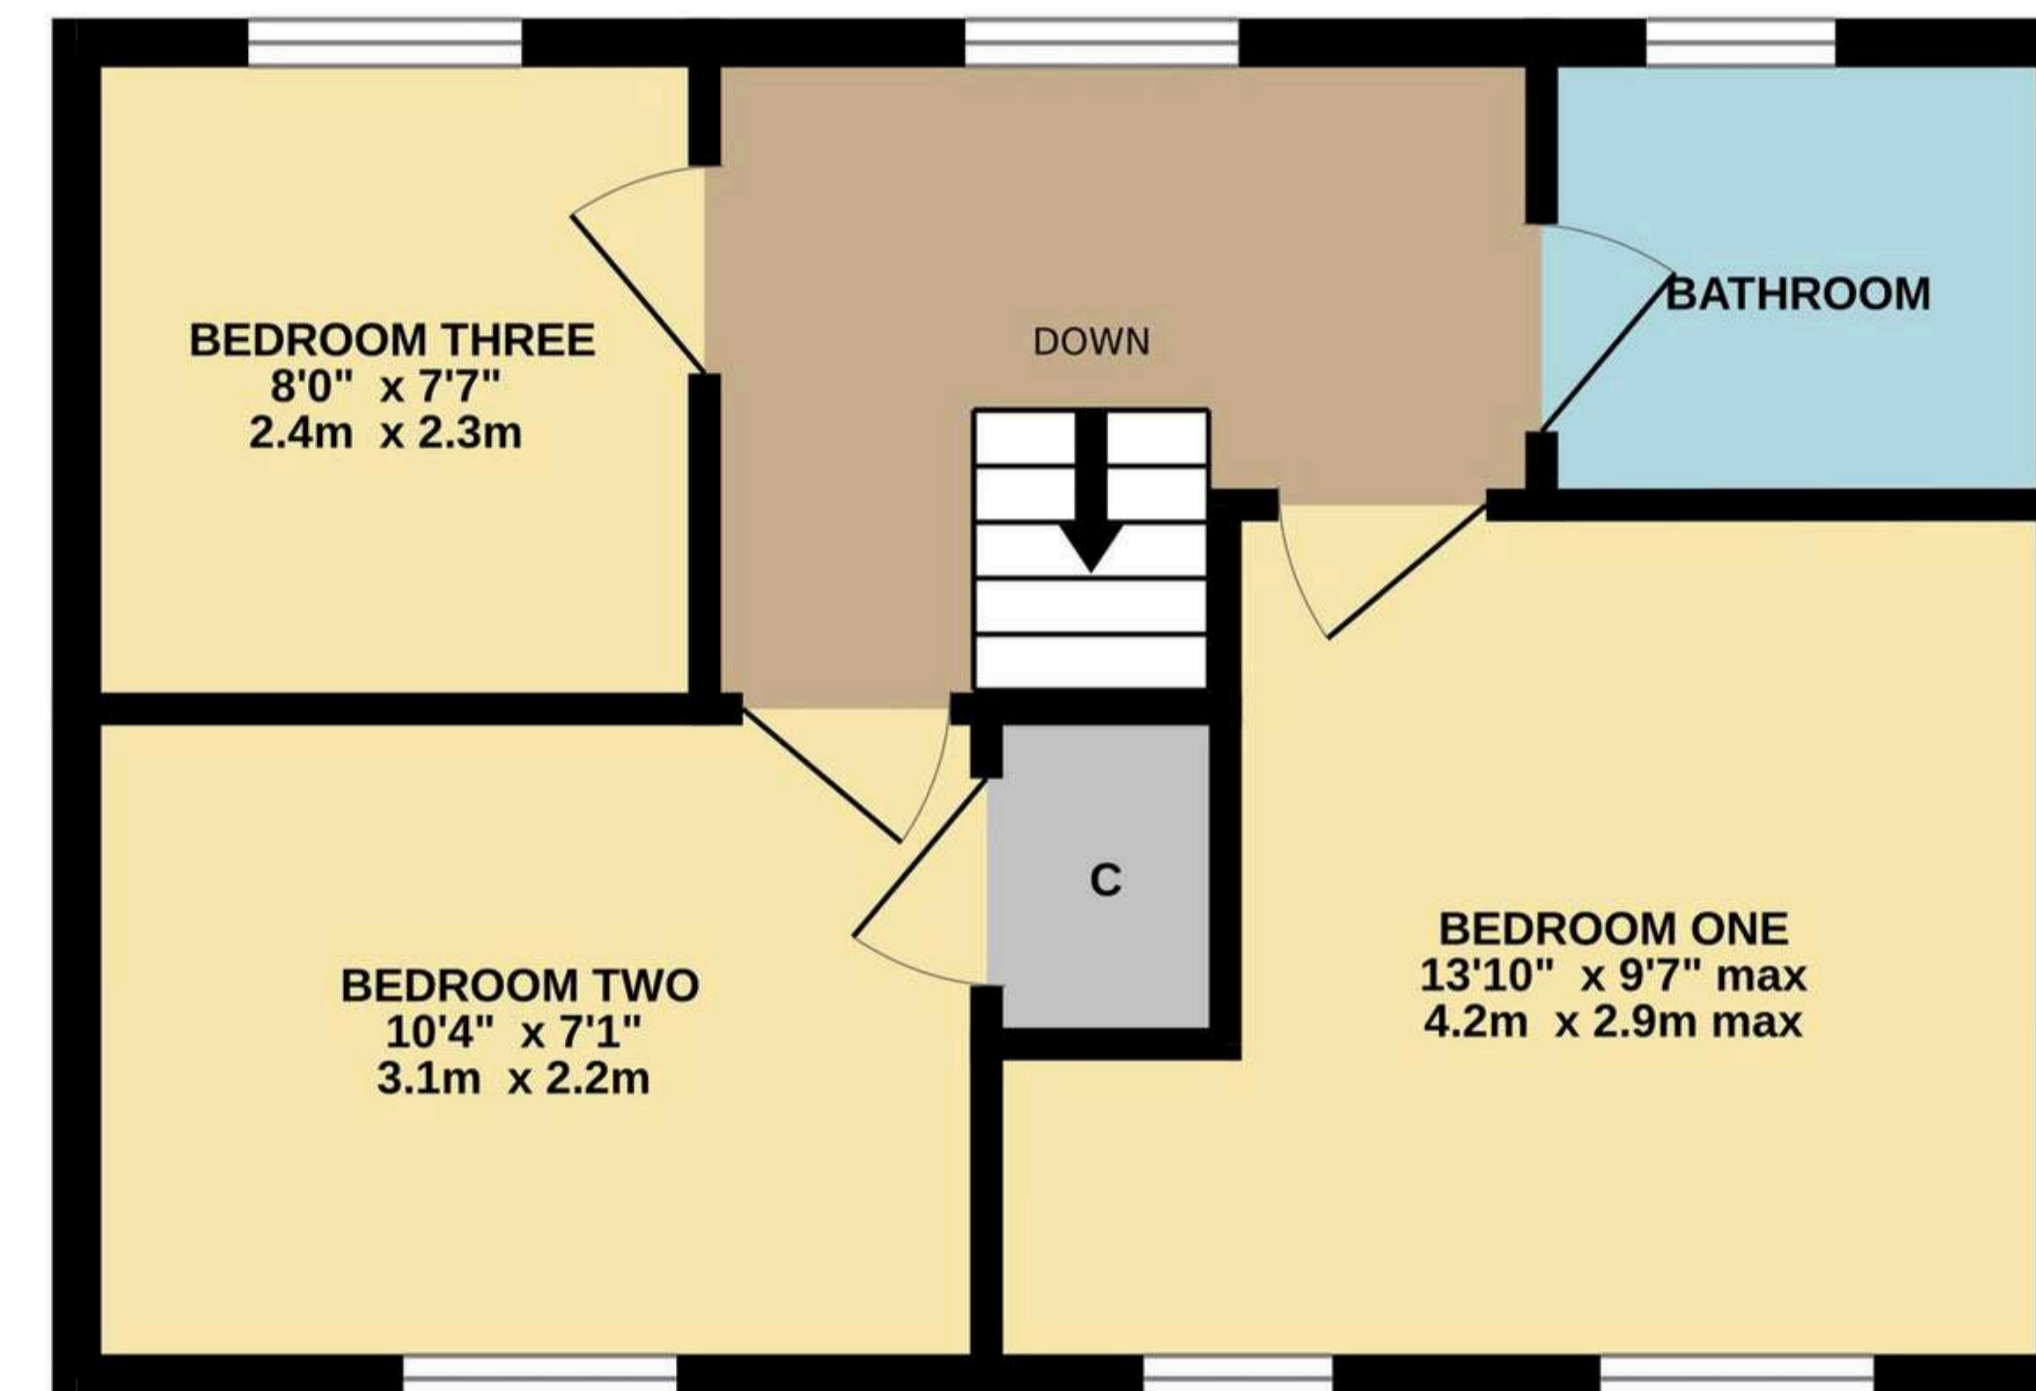 BEDROOM THREE
8'0" x 7'7"
2.4m x 2.3m
DOWN
BATHROOM
BEDROOM TWO
10'4" x 7'1"
3.1m x 2.2m
C
BEDROOM ONE
13'10" x 9'7" max
4.2m x 2.9m max